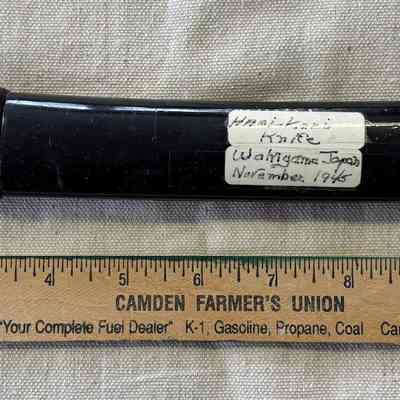 Hari-Kari
Knife
Wakayama Japan
November 1945
4 5 6 7 8
CAMDEN FARMER'S UNION
"Your Complete Fuel Dealer" K-1, Gasoline, Propane, Coal Ca